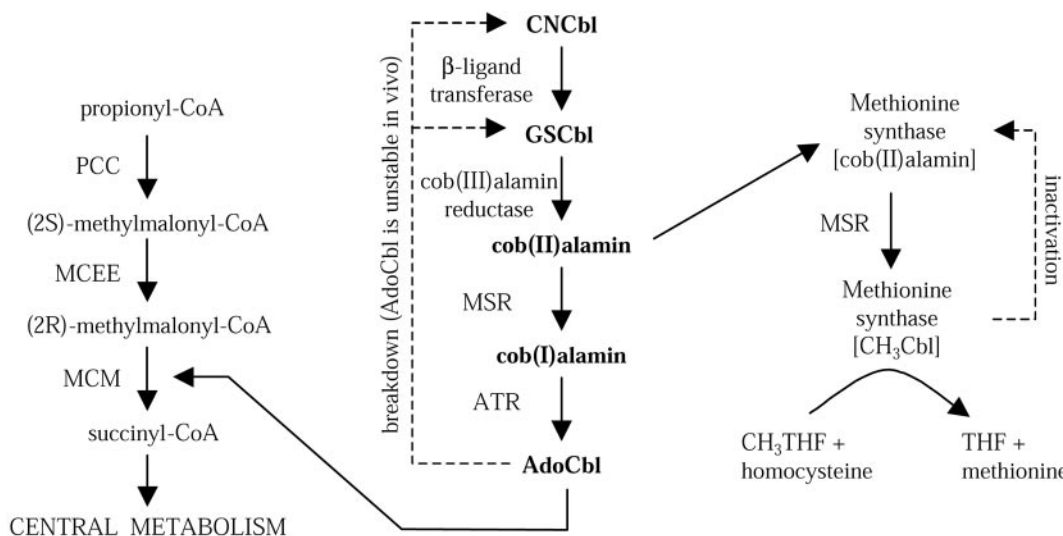 propionyl-CoA
PCC
(2S)-methylmalonyl-CoA
MCEE
(2R)-methylmalonyl-CoA
MCM
succinyl-CoA
CENTRAL METABOLISM
breakdown (AdoCbl is unstable in vivo)
CNCbl
β-ligand
transferase
GSCbl
cob(III)alamin
reductase
cob(II)alamin
MSR
cob(I)alamin
ATR
AdoCbl
Methionine
synthase
[cob(II)alamin]
MSR
inactivation
Methionine
synthase
[CH₃Cbl]
CH₃THF +
homocysteine
THF +
methionine